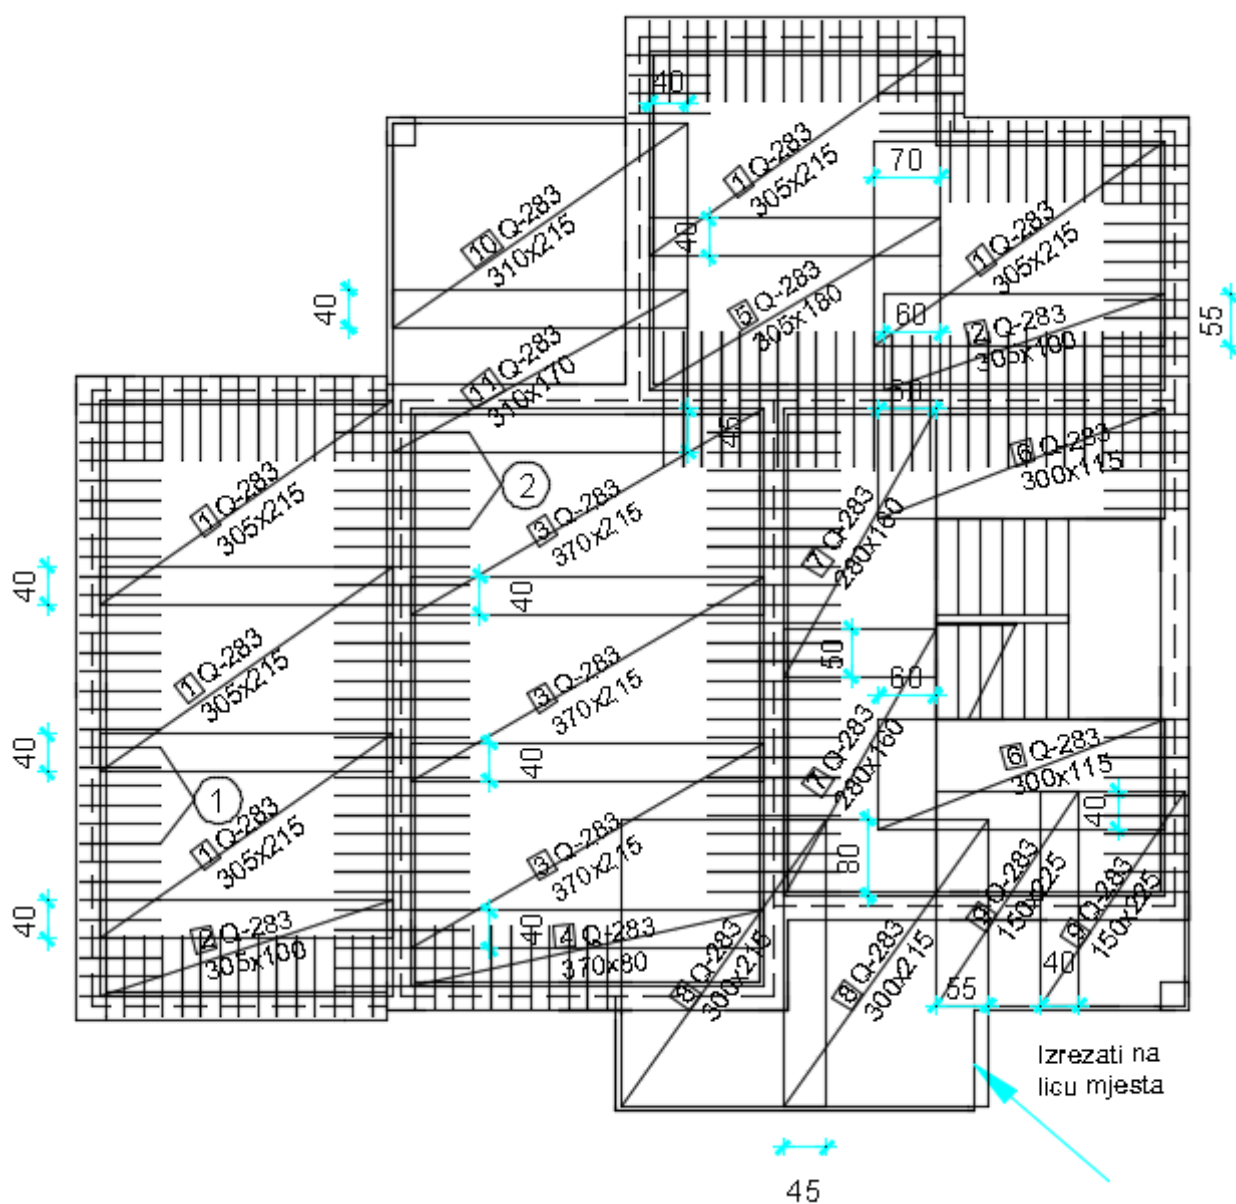 40
1 Q-283
305x215
70
40
10 Q-283
310x215
1 Q-283
305x215
40
5 Q-283
305x180
60
2 Q-283
305x100
55
11 Q-283
310x170
45
6 Q-283
300x115
2
1 Q-283
305x215
3 Q-283
370x215
7 Q-283
280x160
40
40
50
60
1 Q-283
305x215
3 Q-283
370x215
40
40
7 Q-283
280x160
6 Q-283
300x115
40
1
1 Q-283
305x215
3 Q-283
370x215
80
9 Q-283
150x225
9 Q-283
150x225
40
2 Q-283
305x100
40
4 Q-283
370x80
8 Q-283
300x215
8 Q-283
300x215
55
40
Izrezati na
licu mjesta
45